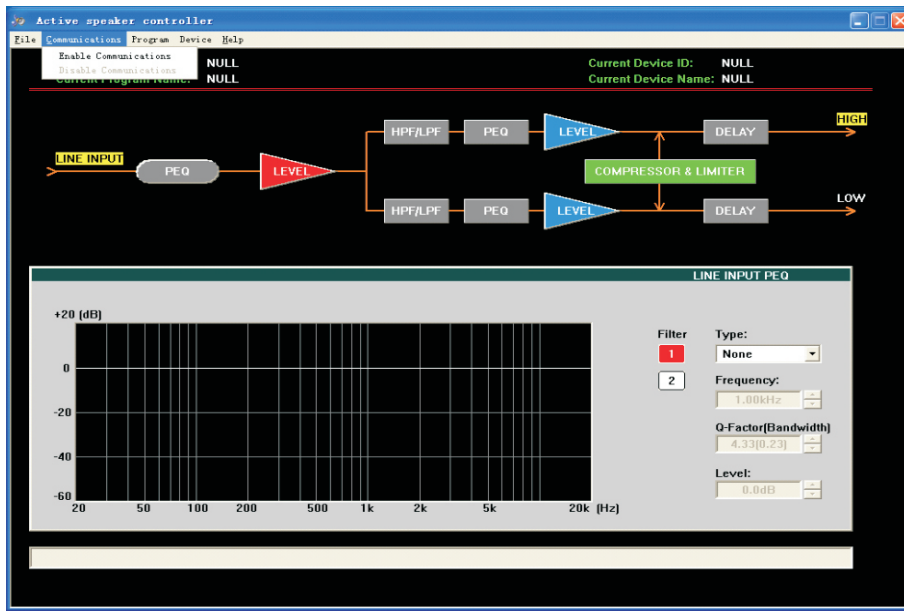 Active speaker controller
File Communications Program Device Help
Enable Communications
Disable Communications
NULL
Current Device ID: NULL
Current Program Name: NULL
Current Device Name: NULL
HIGH
HPF/LPF PEQ LEVEL DELAY
LINE INPUT
PEQ LEVEL COMPRESSOR & LIMITER
LOW
HPF/LPF PEQ LEVEL DELAY
LINE INPUT PEQ
+20 (dB)
0
-20
-40
-60
20 50 100 200 500 1k 2k 5k 20k (Hz)
Filter
1
2
Type:
None
Frequency:
1.00kHz
Q-Factor(Bandwidth)
4.33(0.23)
Level:
0.0dB